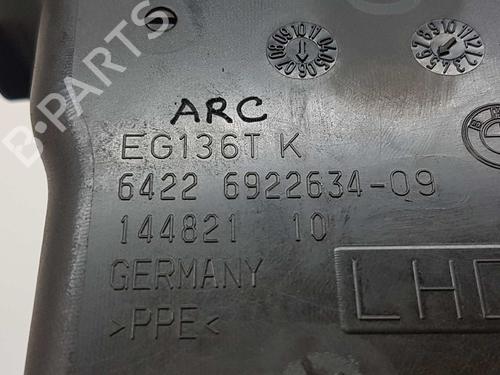 ARC
EG136T K
6422 6922634-09
144821 10
GERMANY
>PPE<
LHD
B-PARTS